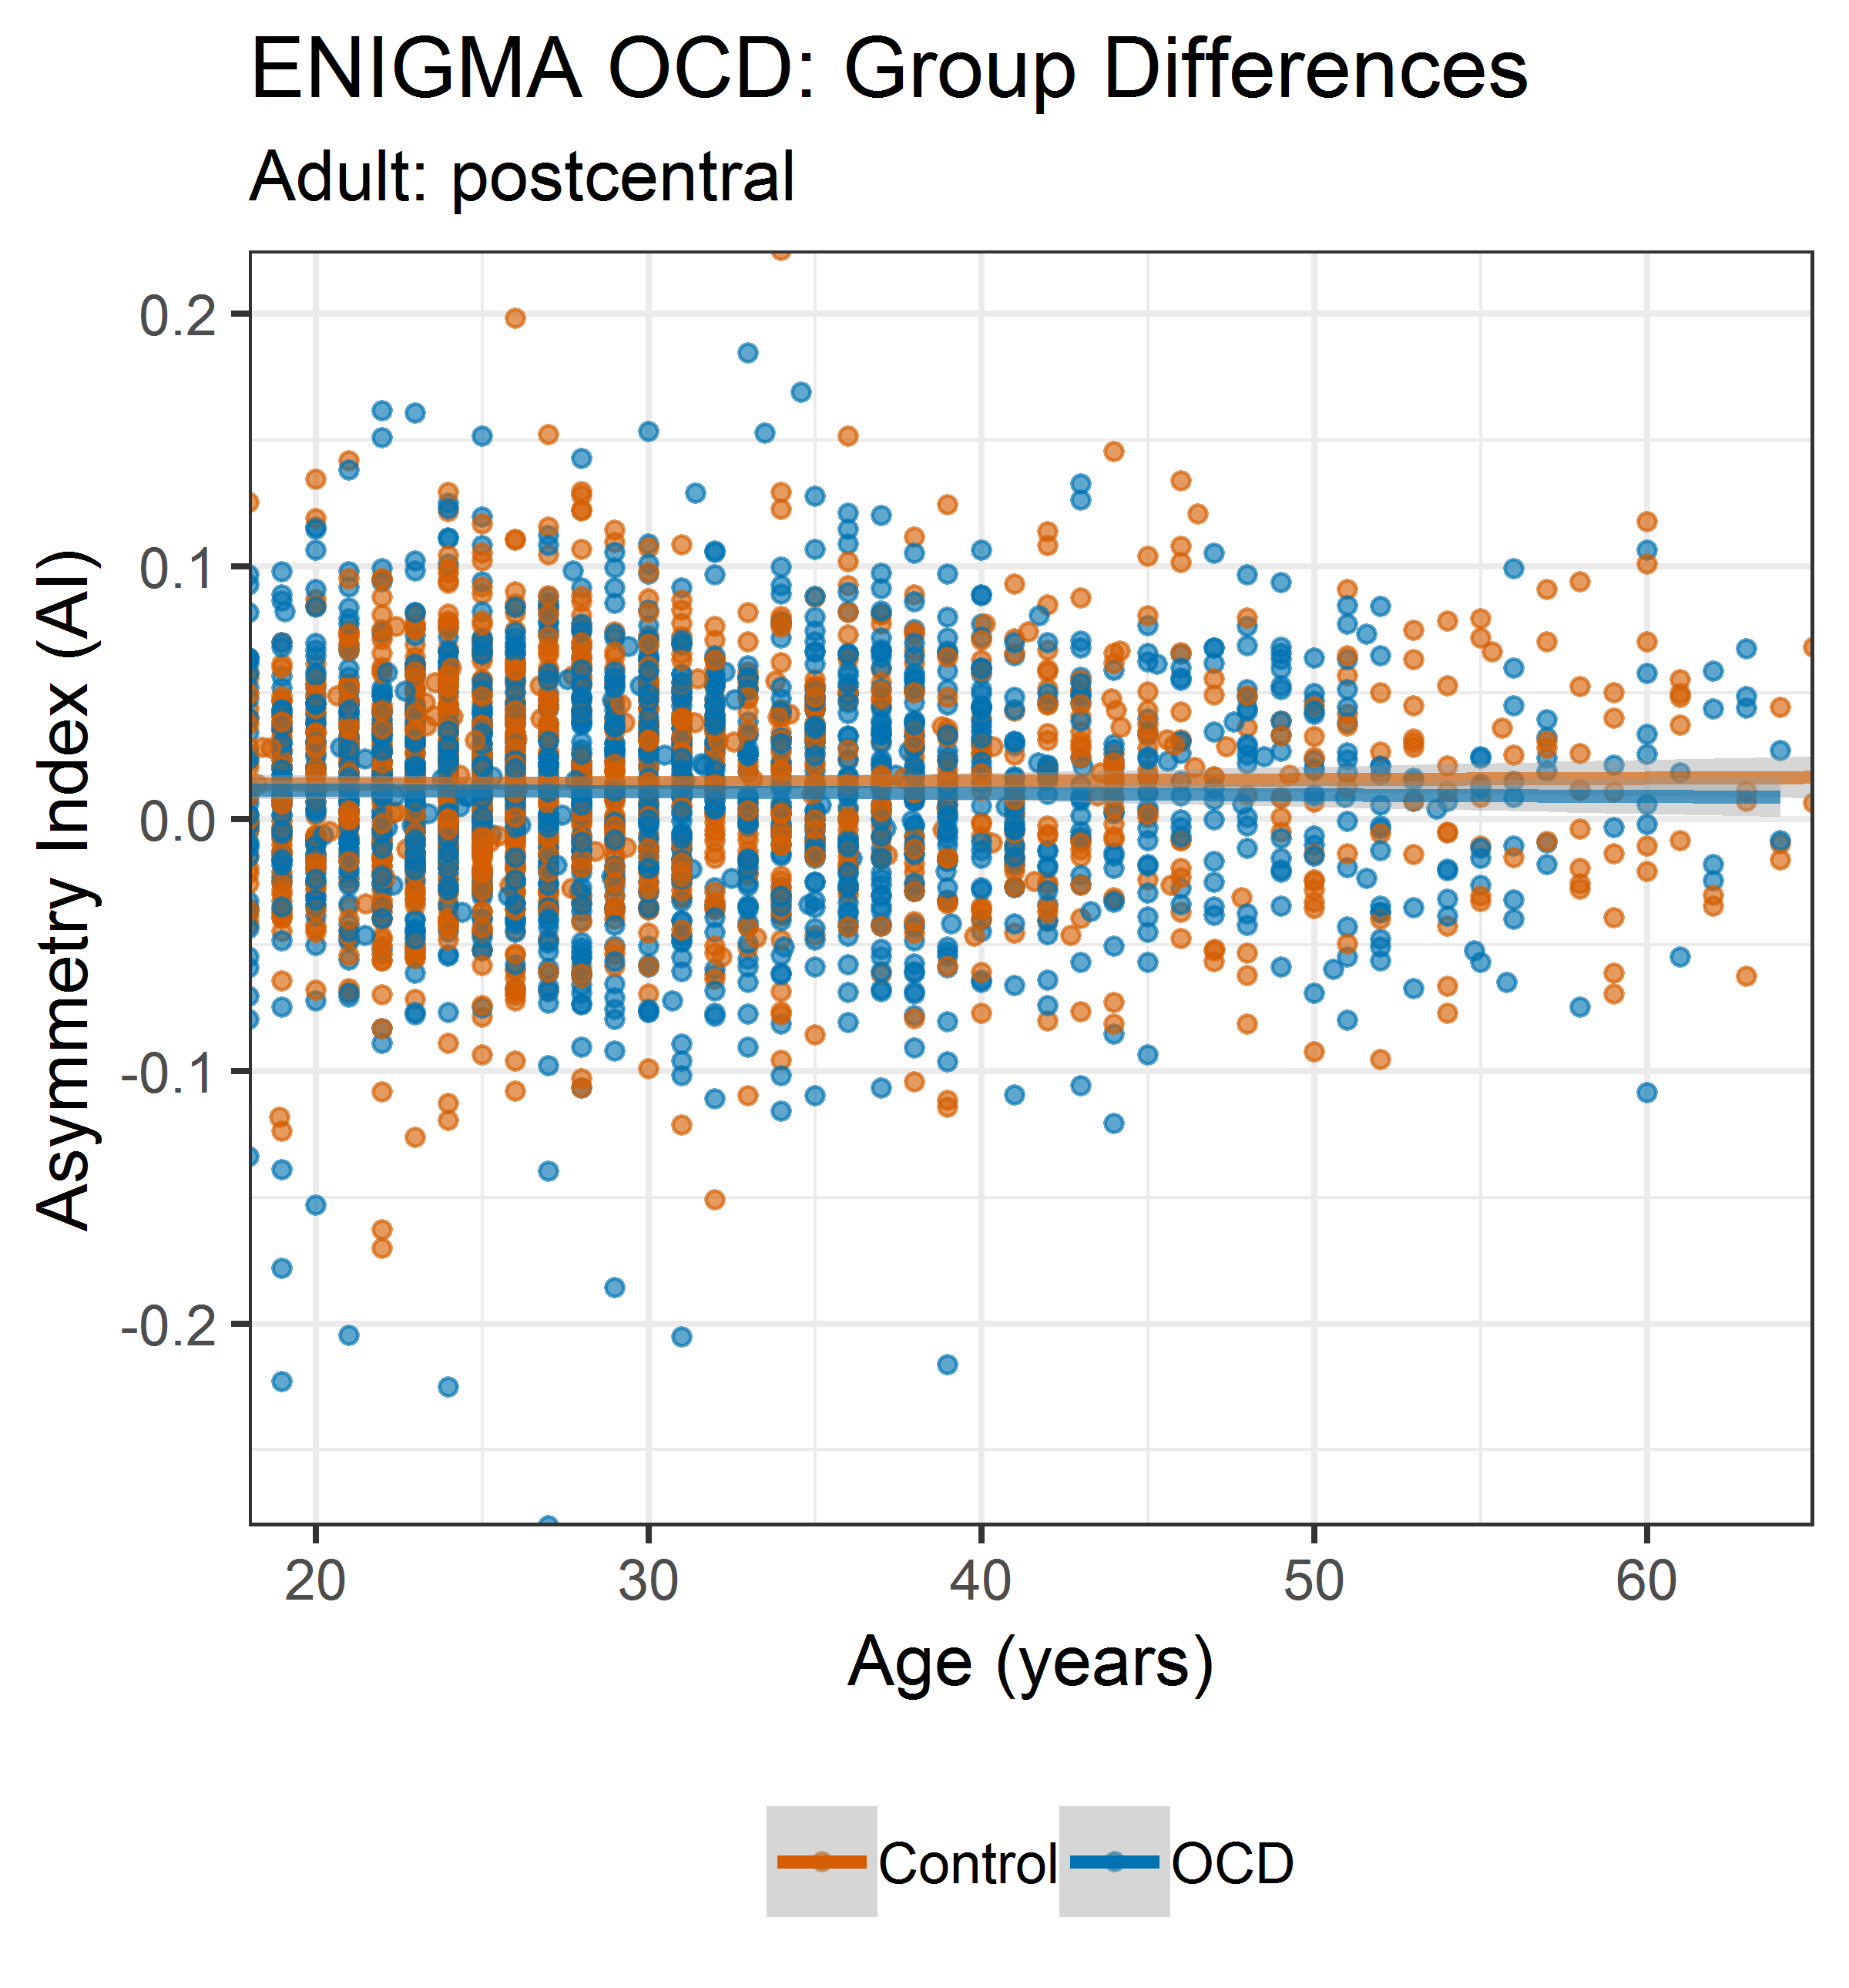 ENIGMA OCD: Group Differences
Adult: postcentral
Asymmetry Index (AI)
0.2
0.1
0.0
-0.1
-0.2
20 30 40 50 60
Age (years)
Control OCD